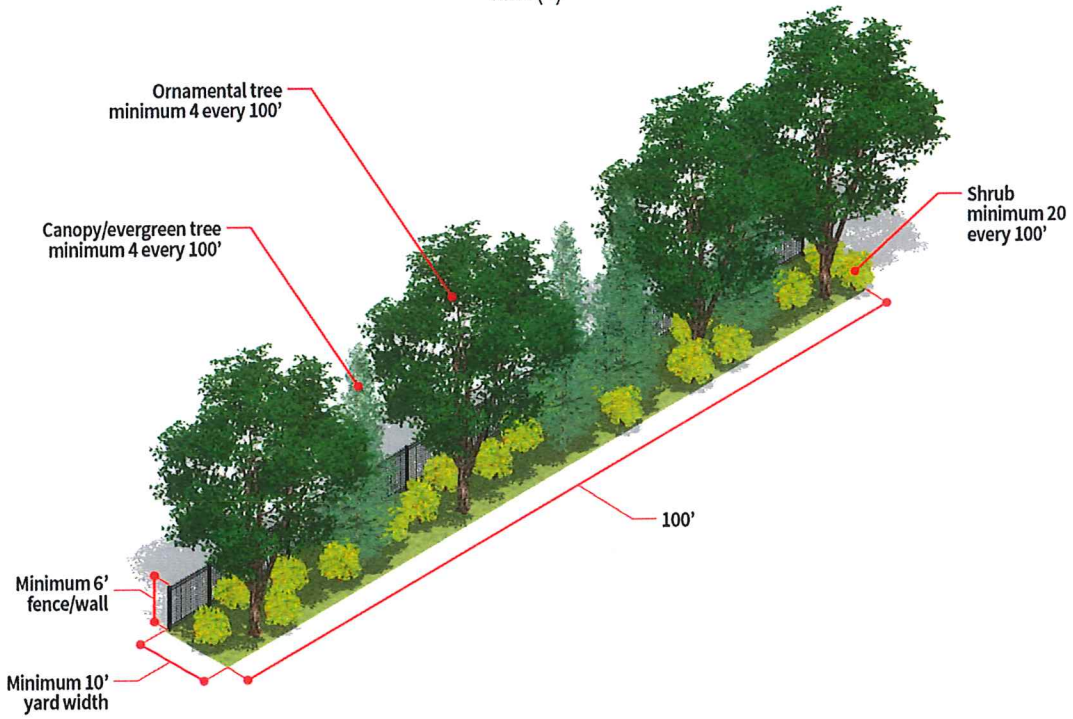 Ornamental tree
minimum 4 every 100'
Canopy/evergreen tree
minimum 4 every 100'
Shrub
minimum 20
every 100'
100'
Minimum 6'
fence/wall
Minimum 10'
yard width